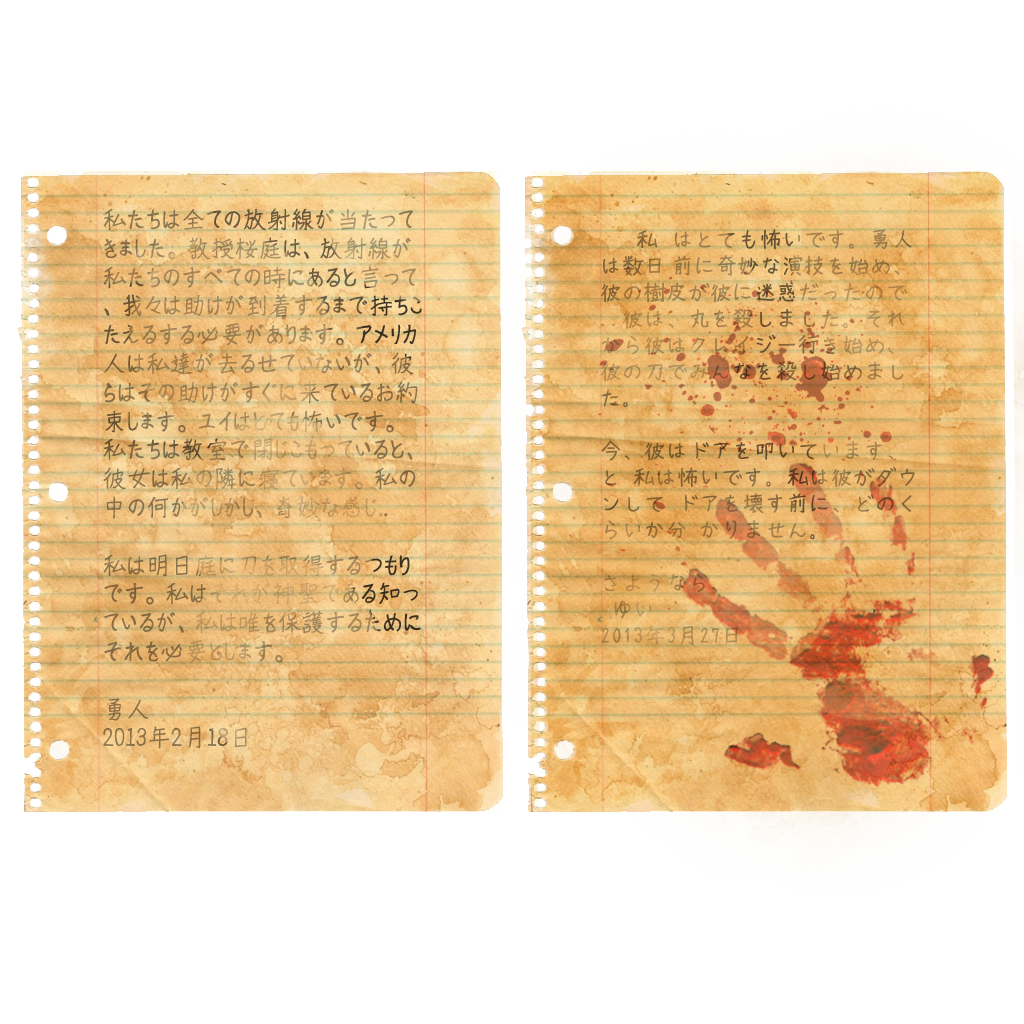 私たちは全ての放射線が当たって
きました。教授桜庭は、放射線が
私たちのすべての時にあると言って
、我々は助けが到着するまで持ちこ
たえるする必要があります。アメリカ
人は私達が去るせていないが、彼
らはその助けがすぐに来ているお約
束します。ユイはとても怖いです。
私たちは教室で閉じこもっていると、
彼女は私の隣に寝ています。私の
中の何かがしかし、奇妙な感じ..
私は明日庭に刀を取得するつもり
です。私はそれが神聖である知っ
ているが、私は唯を保護するために
それを必要とします。
勇人
2013年2月18日
私 はとても怖いです。勇人
は数日前に奇妙な演技を始め、
彼の樹皮が彼に迷惑だったので
彼は、丸を殺しました。それ
から彼はクレイジー行き始め、
彼の刀でみんなを殺し始めまし
た。
今、彼はドアを叩いています、
と 私は怖いです。私は彼がダウ
ンして ドアを壊す前に、どのく
らいか分 かりません。
さようなら、
ゆい
2013年3月27日